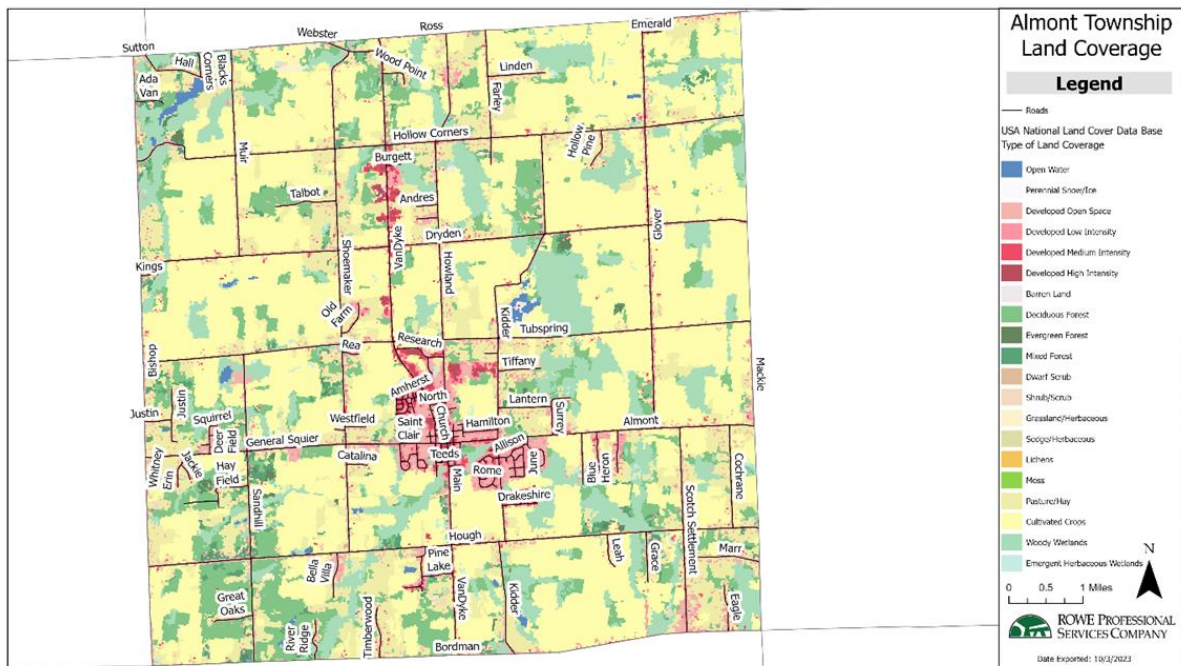 Ross
Emerald
Webster
Sutton
Hall
Blacks
Corners
Wood Point
Linden
Ada
Van
Farley
Hollow Corners
Hollow
Pine
Muir
Burgett
Talbot
Andres
Glover
Dryden
Shoemaker
VanDyke
Howland
Kings
Old
Farm
Kidder
Tubspring
Research
Rea
Bishop
Tiffany
Mackie
Amherst
North
Justin
Justin
Squirrel
Westfield
Saint
Clair
Church
Hamilton
Lantern
Surrey
Almont
Deer
Field
General Squier
Allison
Whitney
Erin
Jackie
Hay
Field
Catalina
Teeds
Rome
June
Blue
Heron
Cochrane
Main
Sandhill
Drakeshire
Scotch Settlement
Hough
Pine
Lake
Leah
Grace
Marr
Bella
Villa
VanDyke
Kidder
Great
Oaks
Eagle
River
Ridge
Timberwood
Bordman
Almont Township
Land Coverage
Legend
Roads
USA National Land Cover Data Base
Type of Land Coverage
Open Water
Perennial Snow/Ice
Developed Open Space
Developed Low Intensity
Developed Medium Intensity
Developed High Intensity
Barren Land
Deciduous Forest
Evergreen Forest
Mixed Forest
Dwarf Scrub
Shrub/Scrub
Grassland/Herbaceous
Sedge/Herbaceous
Lichens
Moss
Pasture/Hay
Cultivated Crops
Woody Wetlands
Emergent Herbaceous Wetlands
N
0 0.5 1 Miles
ROWE PROFESSIONAL
SERVICES COMPANY
Date Exported: 10/3/2023